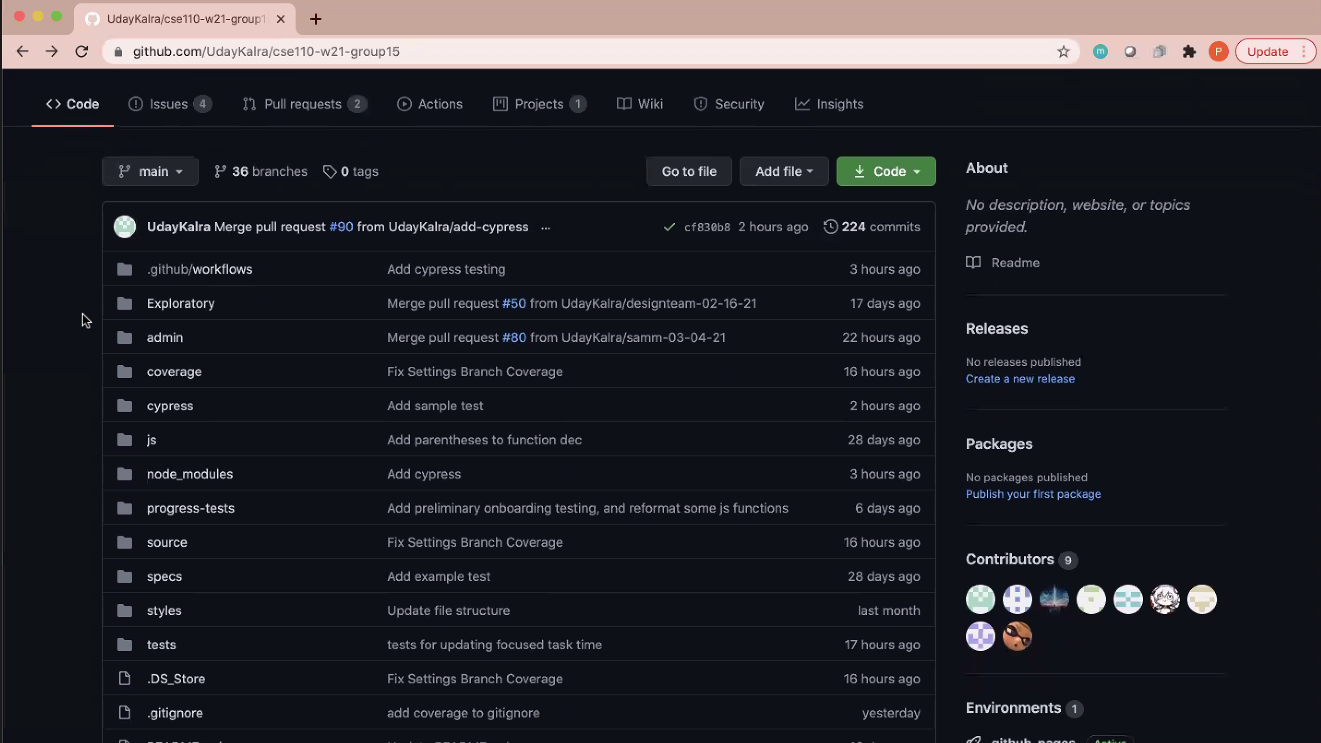 UdayKalra/cse110-w21-group1
github.com/UdayKalra/cse110-w21-group15
P
Update
Code
Issues 4
Pull requests 2
Actions
Projects 1
Wiki
Security
Insights
main
36 branches
0 tags
Go to file
Add file
Code
UdayKalra Merge pull request #90 from UdayKalra/add-cypress ...
cf830b8 2 hours ago
224 commits
.github/workflows Add cypress testing 3 hours ago
Exploratory Merge pull request #50 from UdayKalra/designteam-02-16-21 17 days ago
admin Merge pull request #80 from UdayKalra/samm-03-04-21 22 hours ago
coverage Fix Settings Branch Coverage 16 hours ago
cypress Add sample test 2 hours ago
js Add parentheses to function dec 28 days ago
node_modules Add cypress 3 hours ago
progress-tests Add preliminary onboarding testing, and reformat some js functions 6 days ago
source Fix Settings Branch Coverage 16 hours ago
specs Add example test 28 days ago
styles Update file structure last month
tests tests for updating focused task time 17 hours ago
.DS_Store Fix Settings Branch Coverage 16 hours ago
.gitignore add coverage to gitignore yesterday
About
No description, website, or topics
provided.
Readme
Releases
No releases published
Create a new release
Packages
No packages published
Publish your first package
Contributors 9
Environments 1
github-pages Active